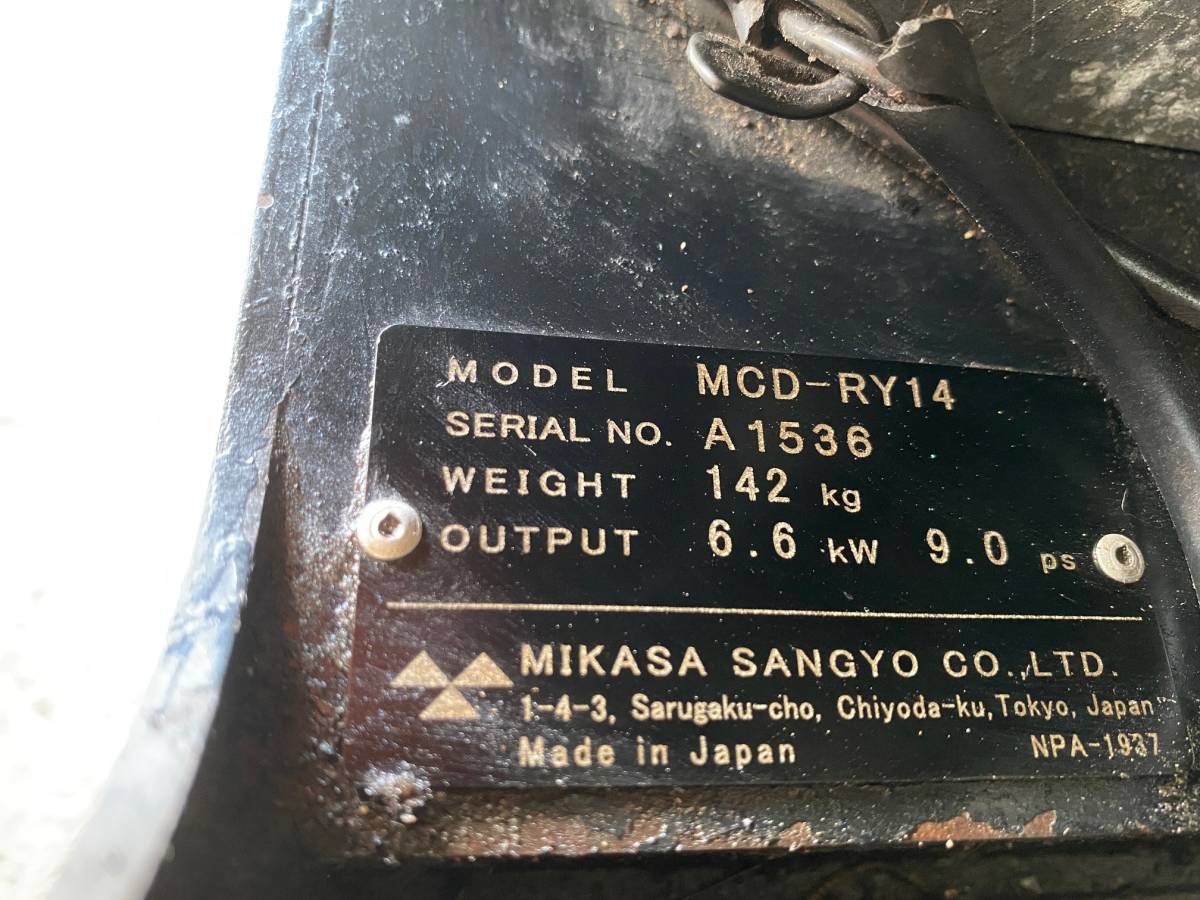 MODEL MCD-RY14
SERIAL NO. A1536
WEIGHT 142 kg
OUTPUT 6.6 kW 9.0 ps
MIKASA SANGYO CO.,LTD.
1-4-3, Sarugaku-cho, Chiyoda-ku, Tokyo, Japan
Made in Japan NPA-1937